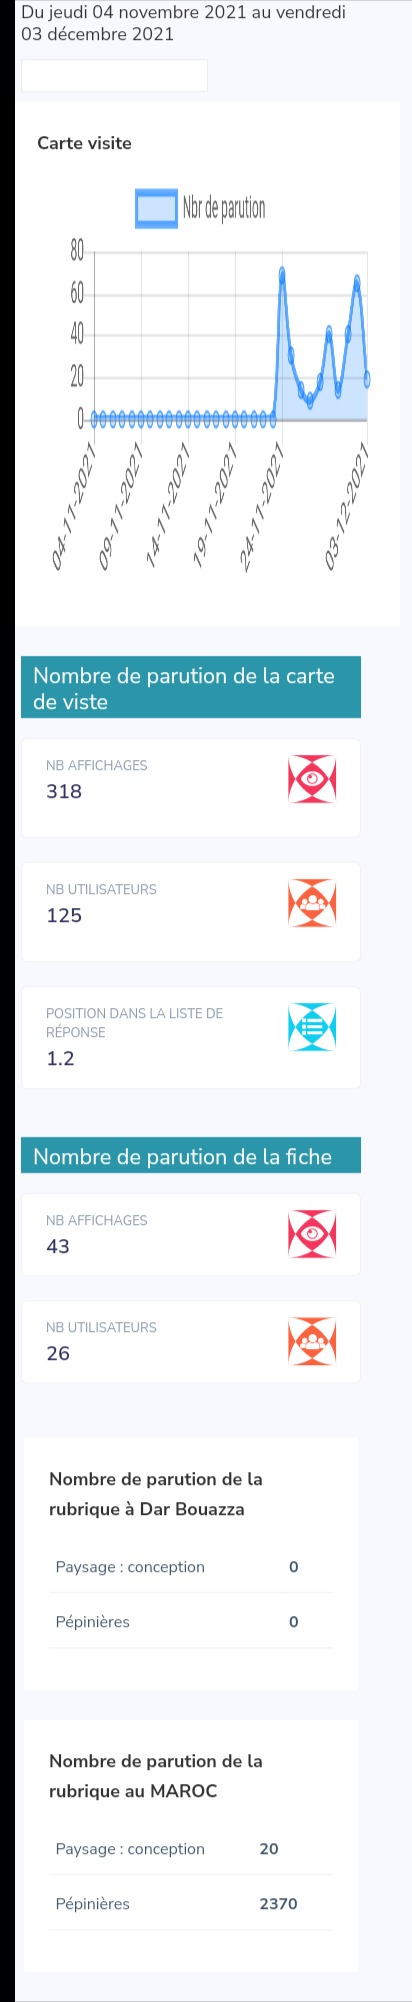 Du jeudi 04 novembre 2021 au vendredi
03 décembre 2021
Carte visite
Nbr de parution
80
60
40
20
0
04-11-2021
09-11-2021
14-11-2021
19-11-2021
24-11-2021
03-12-2021
Nombre de parution de la carte
de viste
NB AFFICHAGES
318
NB UTILISATEURS
125
POSITION DANS LA LISTE DE
RÉPONSE
1.2
Nombre de parution de la fiche
NB AFFICHAGES
43
NB UTILISATEURS
26
Nombre de parution de la
rubrique à Dar Bouazza
Paysage : conception 0
Pépinières 0
Nombre de parution de la
rubrique au MAROC
Paysage : conception 20
Pépinières 2370